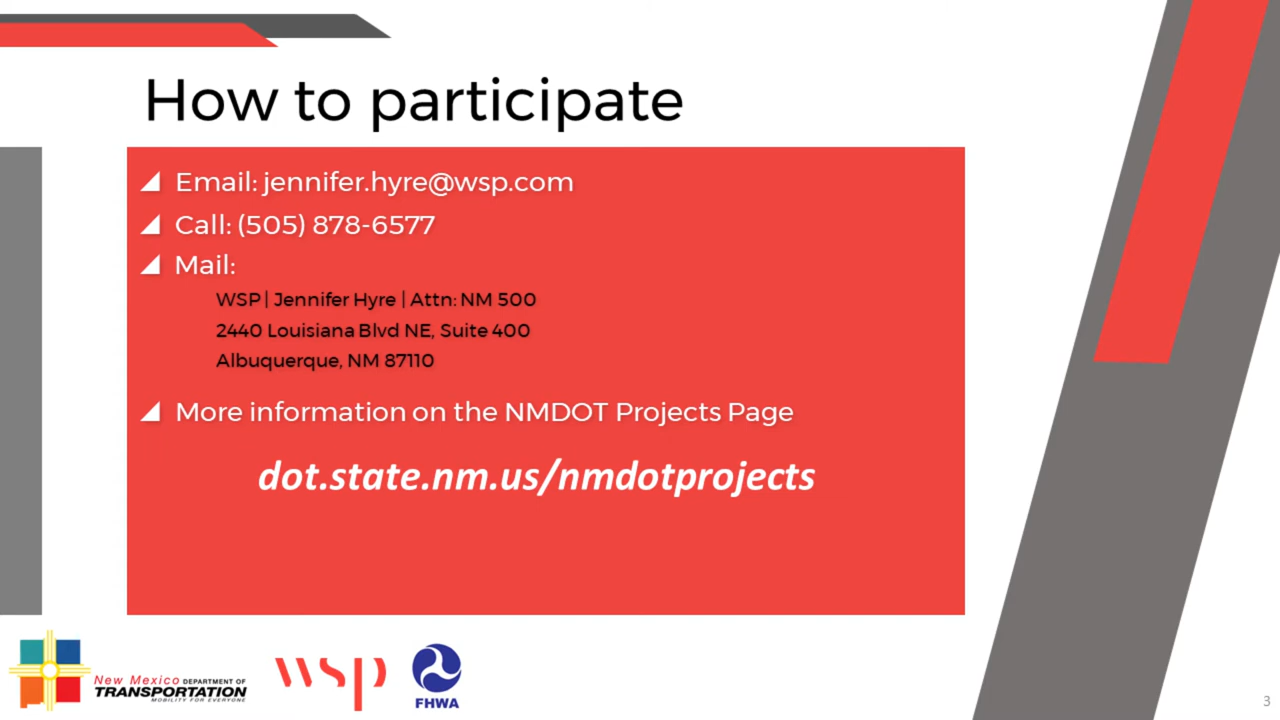 How to participate
Email: jennifer.hyre@wsp.com
Call: (505) 878-6577
Mail:
WSP | Jennifer Hyre | Attn: NM 500
2440 Louisiana Blvd NE, Suite 400
Albuquerque, NM 87110
More information on the NMDOT Projects Page
dot.state.nm.us/nmdotprojects
New Mexico DEPARTMENT OF
TRANSPORTATION
MOBILITY FOR EVERYONE
wsp
FHWA
3